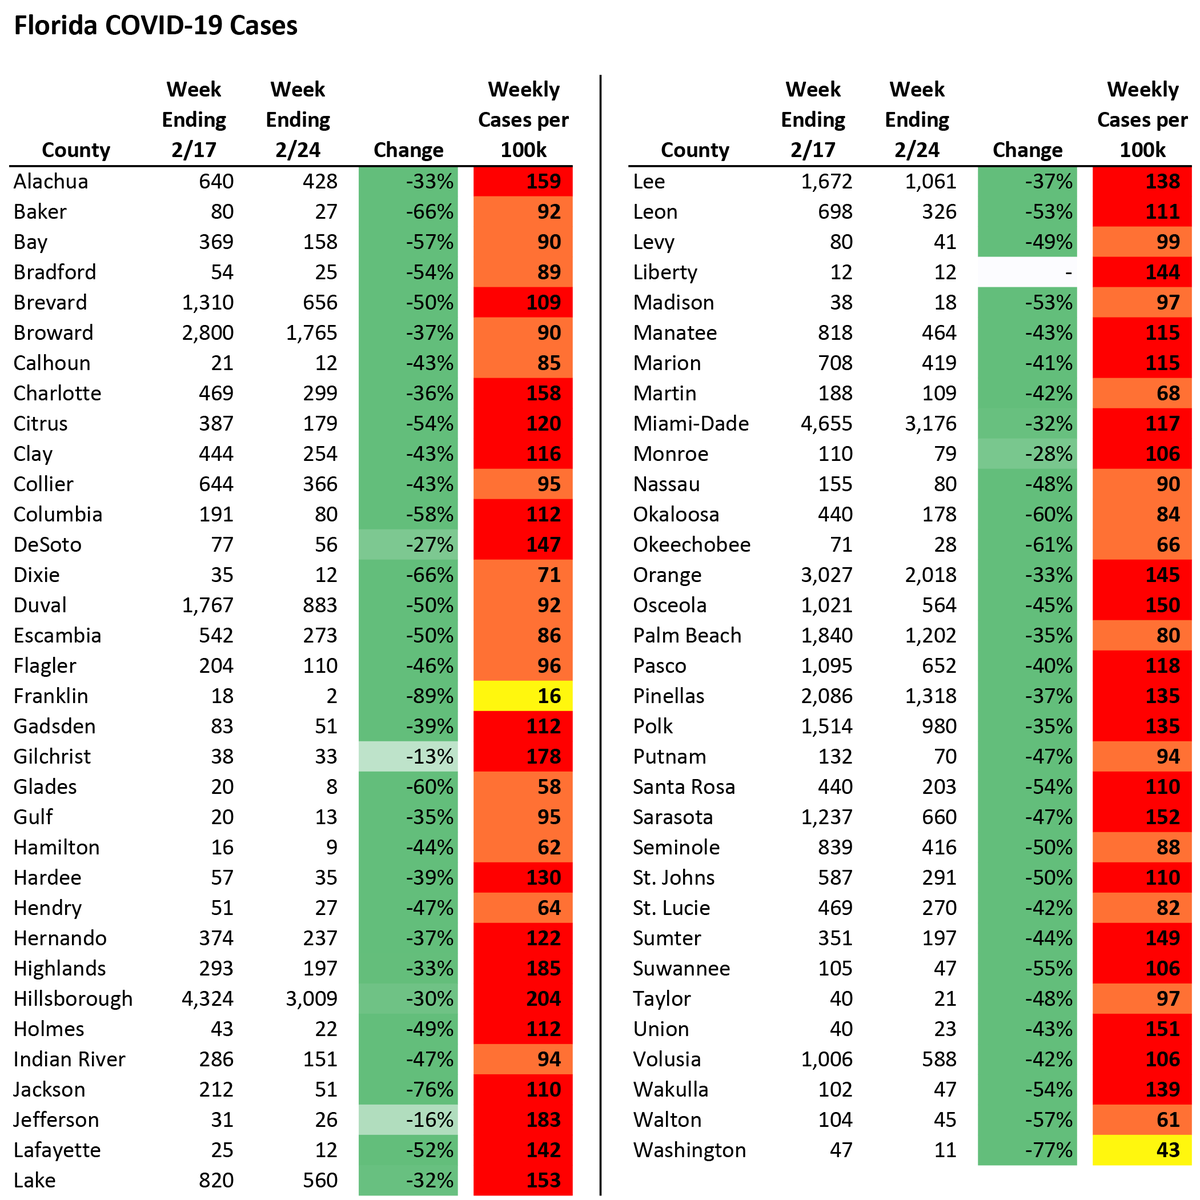 Florida COVID-19 Cases
Week Week Weekly
Ending Ending Cases per
County 2/17 2/24 Change 100k
Alachua 640 428 -33% 159
Baker 80 27 -66% 92
Bay 369 158 -57% 90
Bradford 54 25 -54% 89
Brevard 1,310 656 -50% 109
Broward 2,800 1,765 -37% 90
Calhoun 21 12 -43% 85
Charlotte 469 299 -36% 158
Citrus 387 179 -54% 120
Clay 444 254 -43% 116
Collier 644 366 -43% 95
Columbia 191 80 -58% 112
DeSoto 77 56 -27% 147
Dixie 35 12 -66% 71
Duval 1,767 883 -50% 92
Escambia 542 273 -50% 86
Flagler 204 110 -46% 96
Franklin 18 2 -89% 16
Gadsden 83 51 -39% 112
Gilchrist 38 33 -13% 178
Glades 20 8 -60% 58
Gulf 20 13 -35% 95
Hamilton 16 9 -44% 62
Hardee 57 35 -39% 130
Hendry 51 27 -47% 64
Hernando 374 237 -37% 122
Highlands 293 197 -33% 185
Hillsborough 4,324 3,009 -30% 204
Holmes 43 22 -49% 112
Indian River 286 151 -47% 94
Jackson 212 51 -76% 110
Jefferson 31 26 -16% 183
Lafayette 25 12 -52% 142
Lake 820 560 -32% 153
Week Week Weekly
Ending Ending Cases per
County 2/17 2/24 Change 100k
Lee 1,672 1,061 -37% 138
Leon 698 326 -53% 111
Levy 80 41 -49% 99
Liberty 12 12 - 144
Madison 38 18 -53% 97
Manatee 818 464 -43% 115
Marion 708 419 -41% 115
Martin 188 109 -42% 68
Miami-Dade 4,655 3,176 -32% 117
Monroe 110 79 -28% 106
Nassau 155 80 -48% 90
Okaloosa 440 178 -60% 84
Okeechobee 71 28 -61% 66
Orange 3,027 2,018 -33% 145
Osceola 1,021 564 -45% 150
Palm Beach 1,840 1,202 -35% 80
Pasco 1,095 652 -40% 118
Pinellas 2,086 1,318 -37% 135
Polk 1,514 980 -35% 135
Putnam 132 70 -47% 94
Santa Rosa 440 203 -54% 110
Sarasota 1,237 660 -47% 152
Seminole 839 416 -50% 88
St. Johns 587 291 -50% 110
St. Lucie 469 270 -42% 82
Sumter 351 197 -44% 149
Suwannee 105 47 -55% 106
Taylor 40 21 -48% 97
Union 40 23 -43% 151
Volusia 1,006 588 -42% 106
Wakulla 102 47 -54% 139
Walton 104 45 -57% 61
Washington 47 11 -77% 43